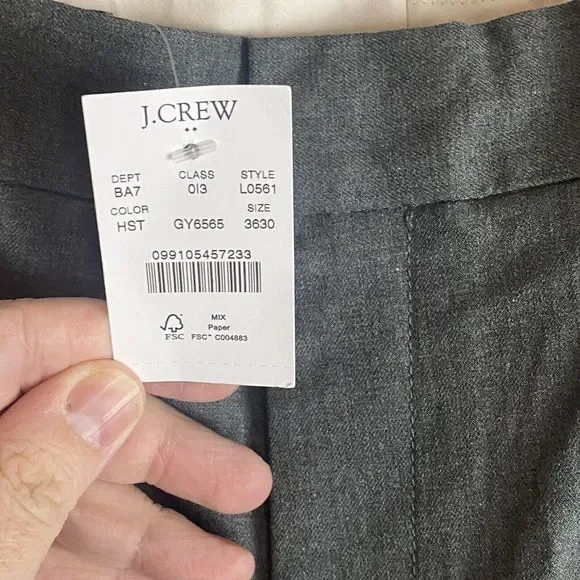 J.CREW
DEPT CLASS STYLE
BA7 013 L0561
COLOR SIZE
HST GY6565 3630
099105457233
MIX
Paper
FSC FSC™ C004883